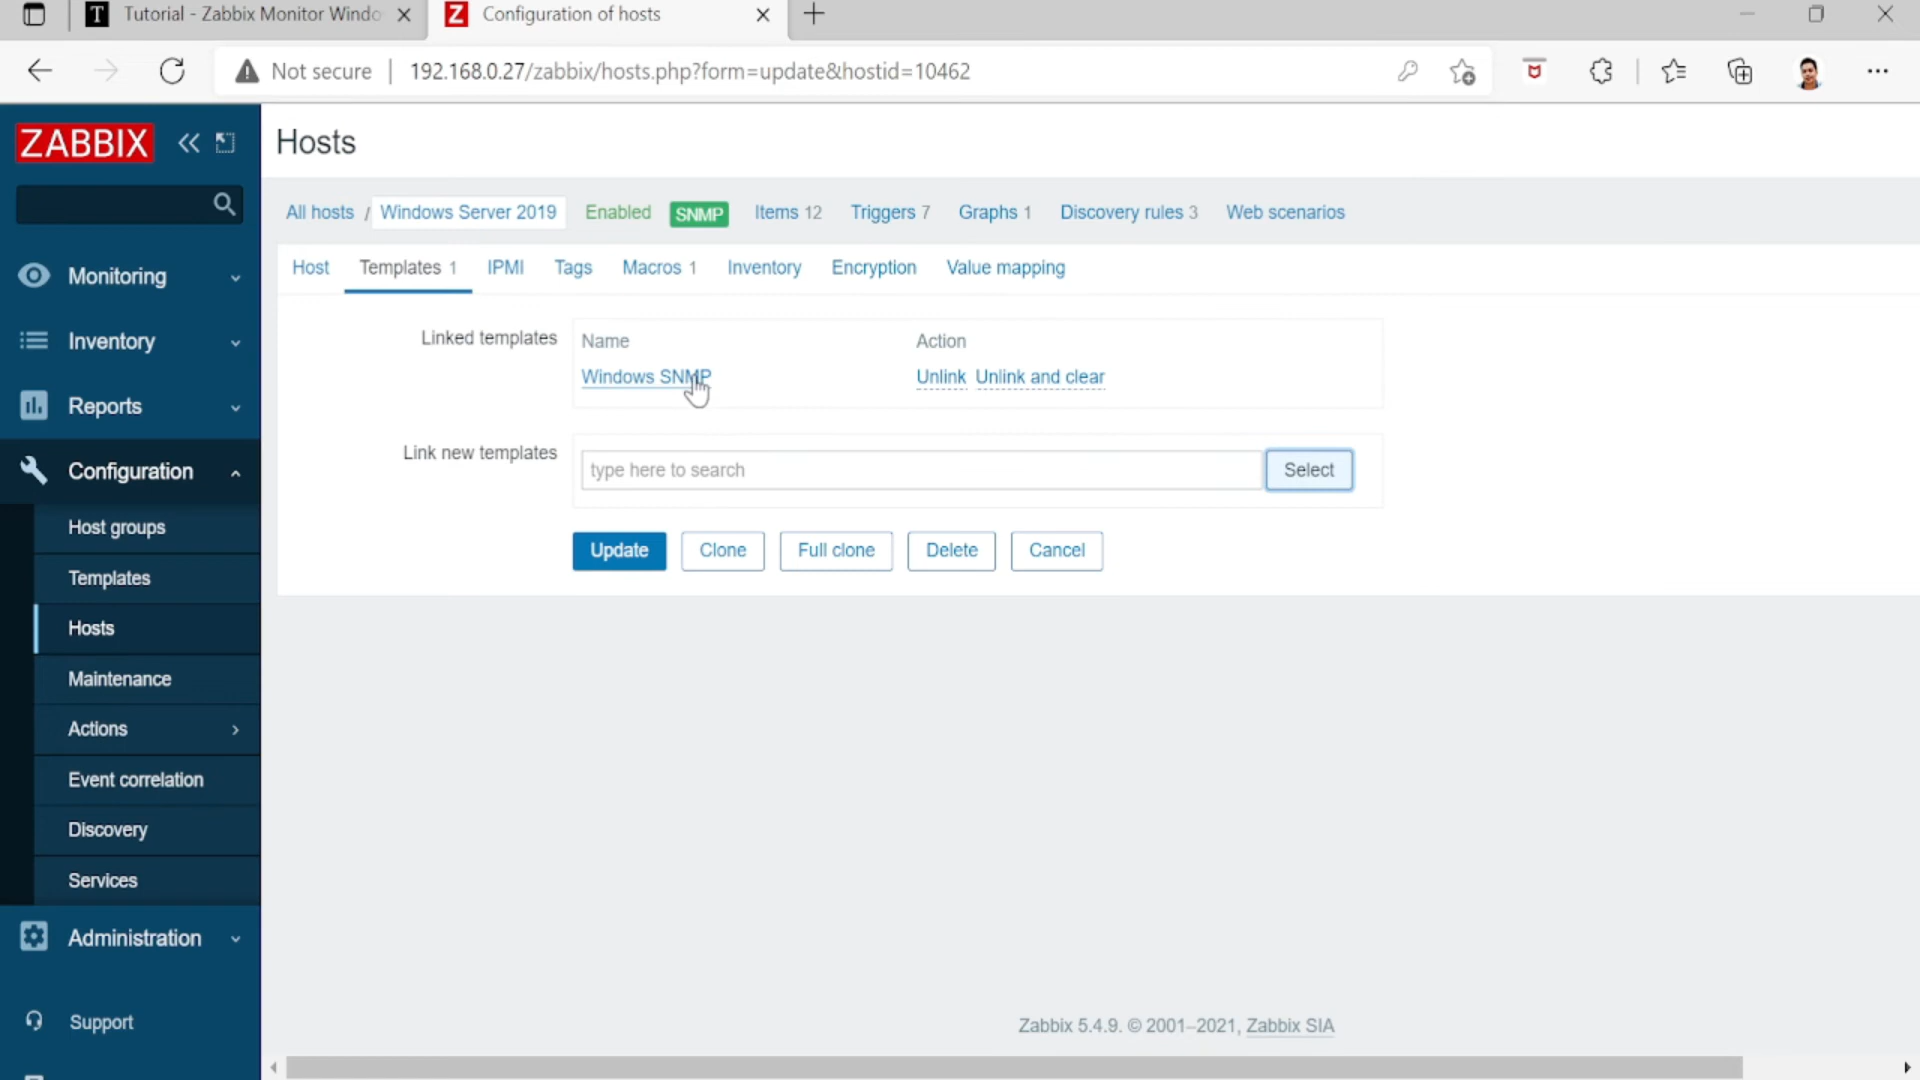 Tutorial - Zabbix Monitor Windo
Configuration of hosts
Not secure
192.168.0.27/zabbix/hosts.php?form=update&hostid=10462
ZABBIX
Hosts
All hosts / Windows Server 2019 Enabled SNMP Items 12 Triggers 7 Graphs 1 Discovery rules 3 Web scenarios
Host Templates 1 IPMI Tags Macros 1 Inventory Encryption Value mapping
Linked templates
Name Action
Windows SNMP Unlink Unlink and clear
Link new templates
type here to search
Select
Update Clone Full clone Delete Cancel
Monitoring
Inventory
Reports
Configuration
Host groups
Templates
Hosts
Maintenance
Actions
Event correlation
Discovery
Services
Administration
Support
Zabbix 5.4.9. © 2001–2021, Zabbix SIA